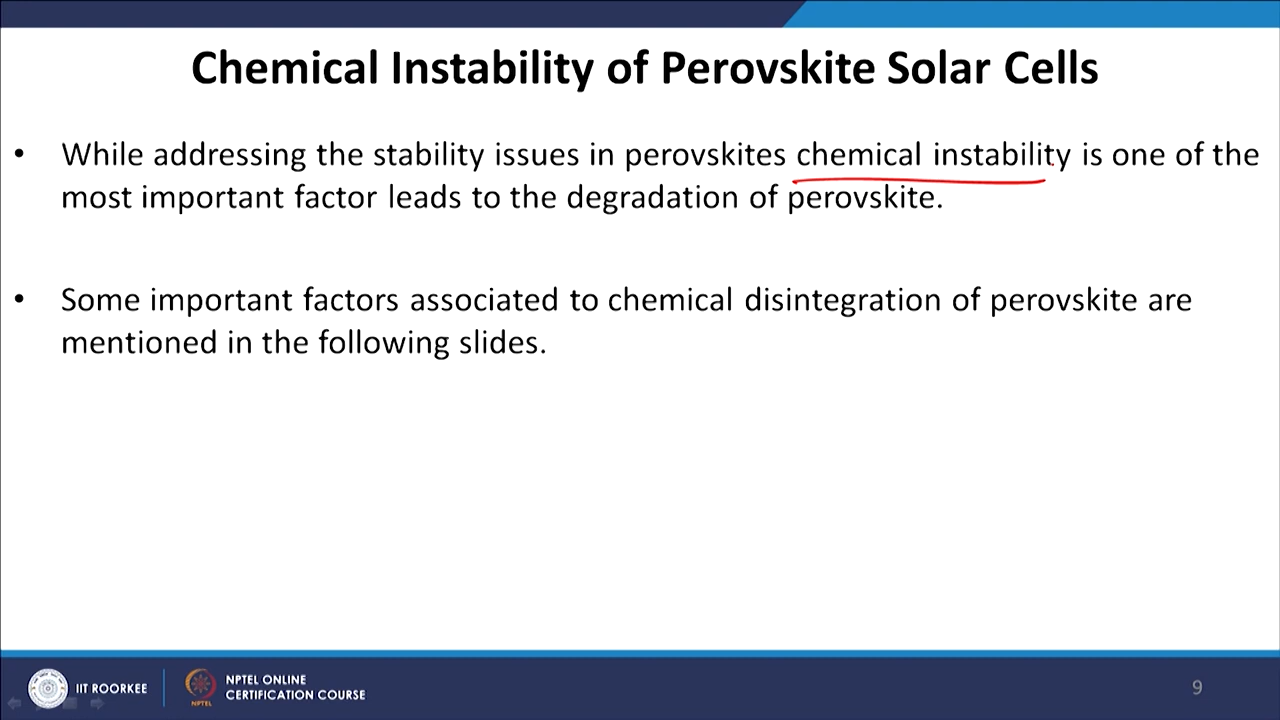 Chemical Instability of Perovskite Solar Cells
• While addressing the stability issues in perovskites chemical instability is one of the
most important factor leads to the degradation of perovskite.
• Some important factors associated to chemical disintegration of perovskite are
mentioned in the following slides.
IIT ROORKEE
NPTEL
NPTEL ONLINE
CERTIFICATION COURSE
9